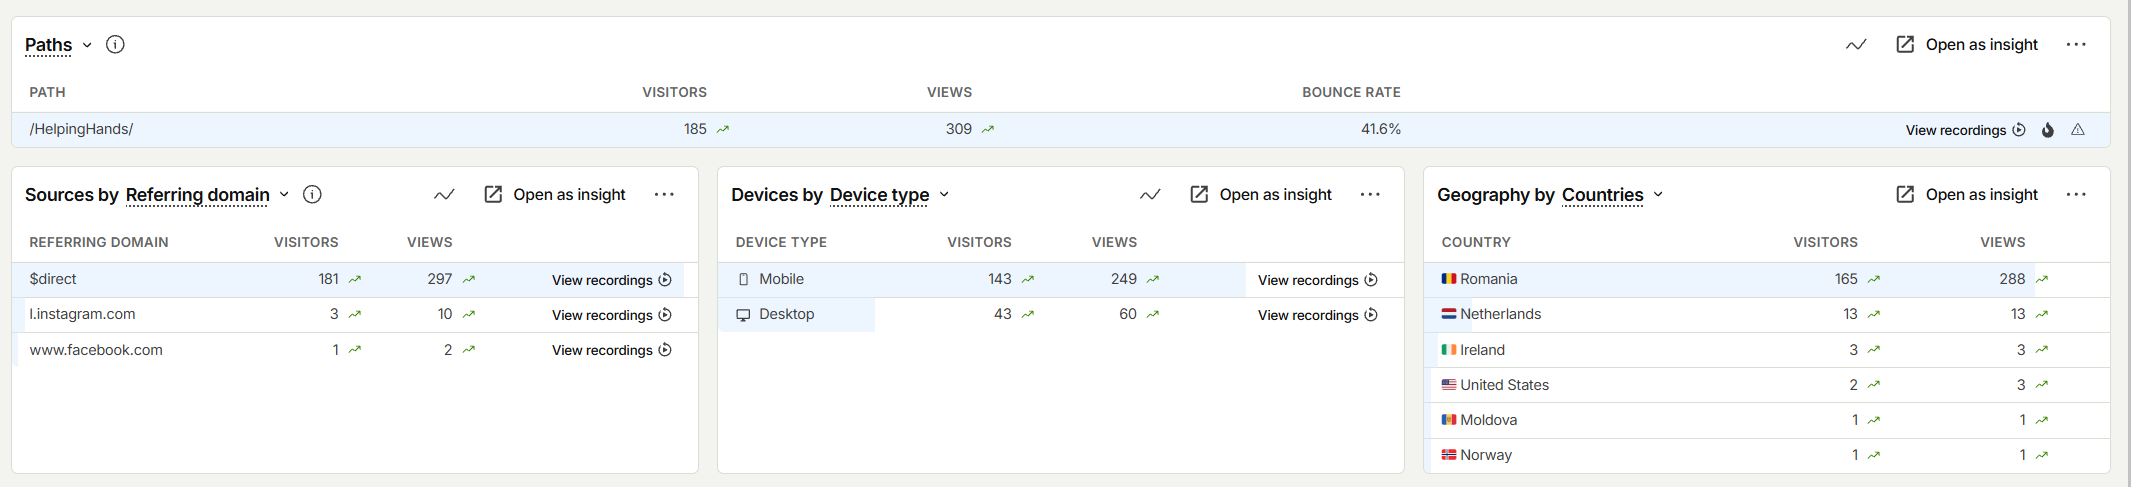 Paths
Open as insight
PATH VISITORS VIEWS BOUNCE RATE
/HelpingHands/ 185 309 41.6% View recordings
Sources by Referring domain Open as insight
REFERRING DOMAIN VISITORS VIEWS
$direct 181 297 View recordings
l.instagram.com 3 10 View recordings
www.facebook.com 1 2 View recordings
Devices by Device type Open as insight
DEVICE TYPE VISITORS VIEWS
Mobile 143 249 View recordings
Desktop 43 60 View recordings
Geography by Countries Open as insight
COUNTRY VISITORS VIEWS
Romania 165 288
Netherlands 13 13
Ireland 3 3
United States 2 3
Moldova 1 1
Norway 1 1